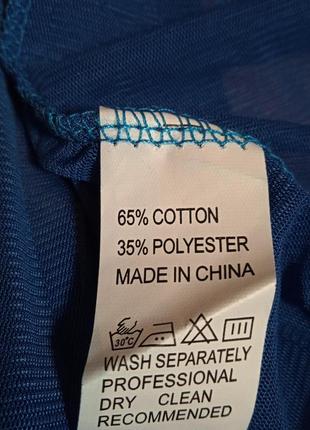 65% COTTON
35% POLYESTER
MADE IN CHINA
30°C
WASH SEPARATELY
PROFESSIONAL
DRY CLEAN
RECOMMENDED